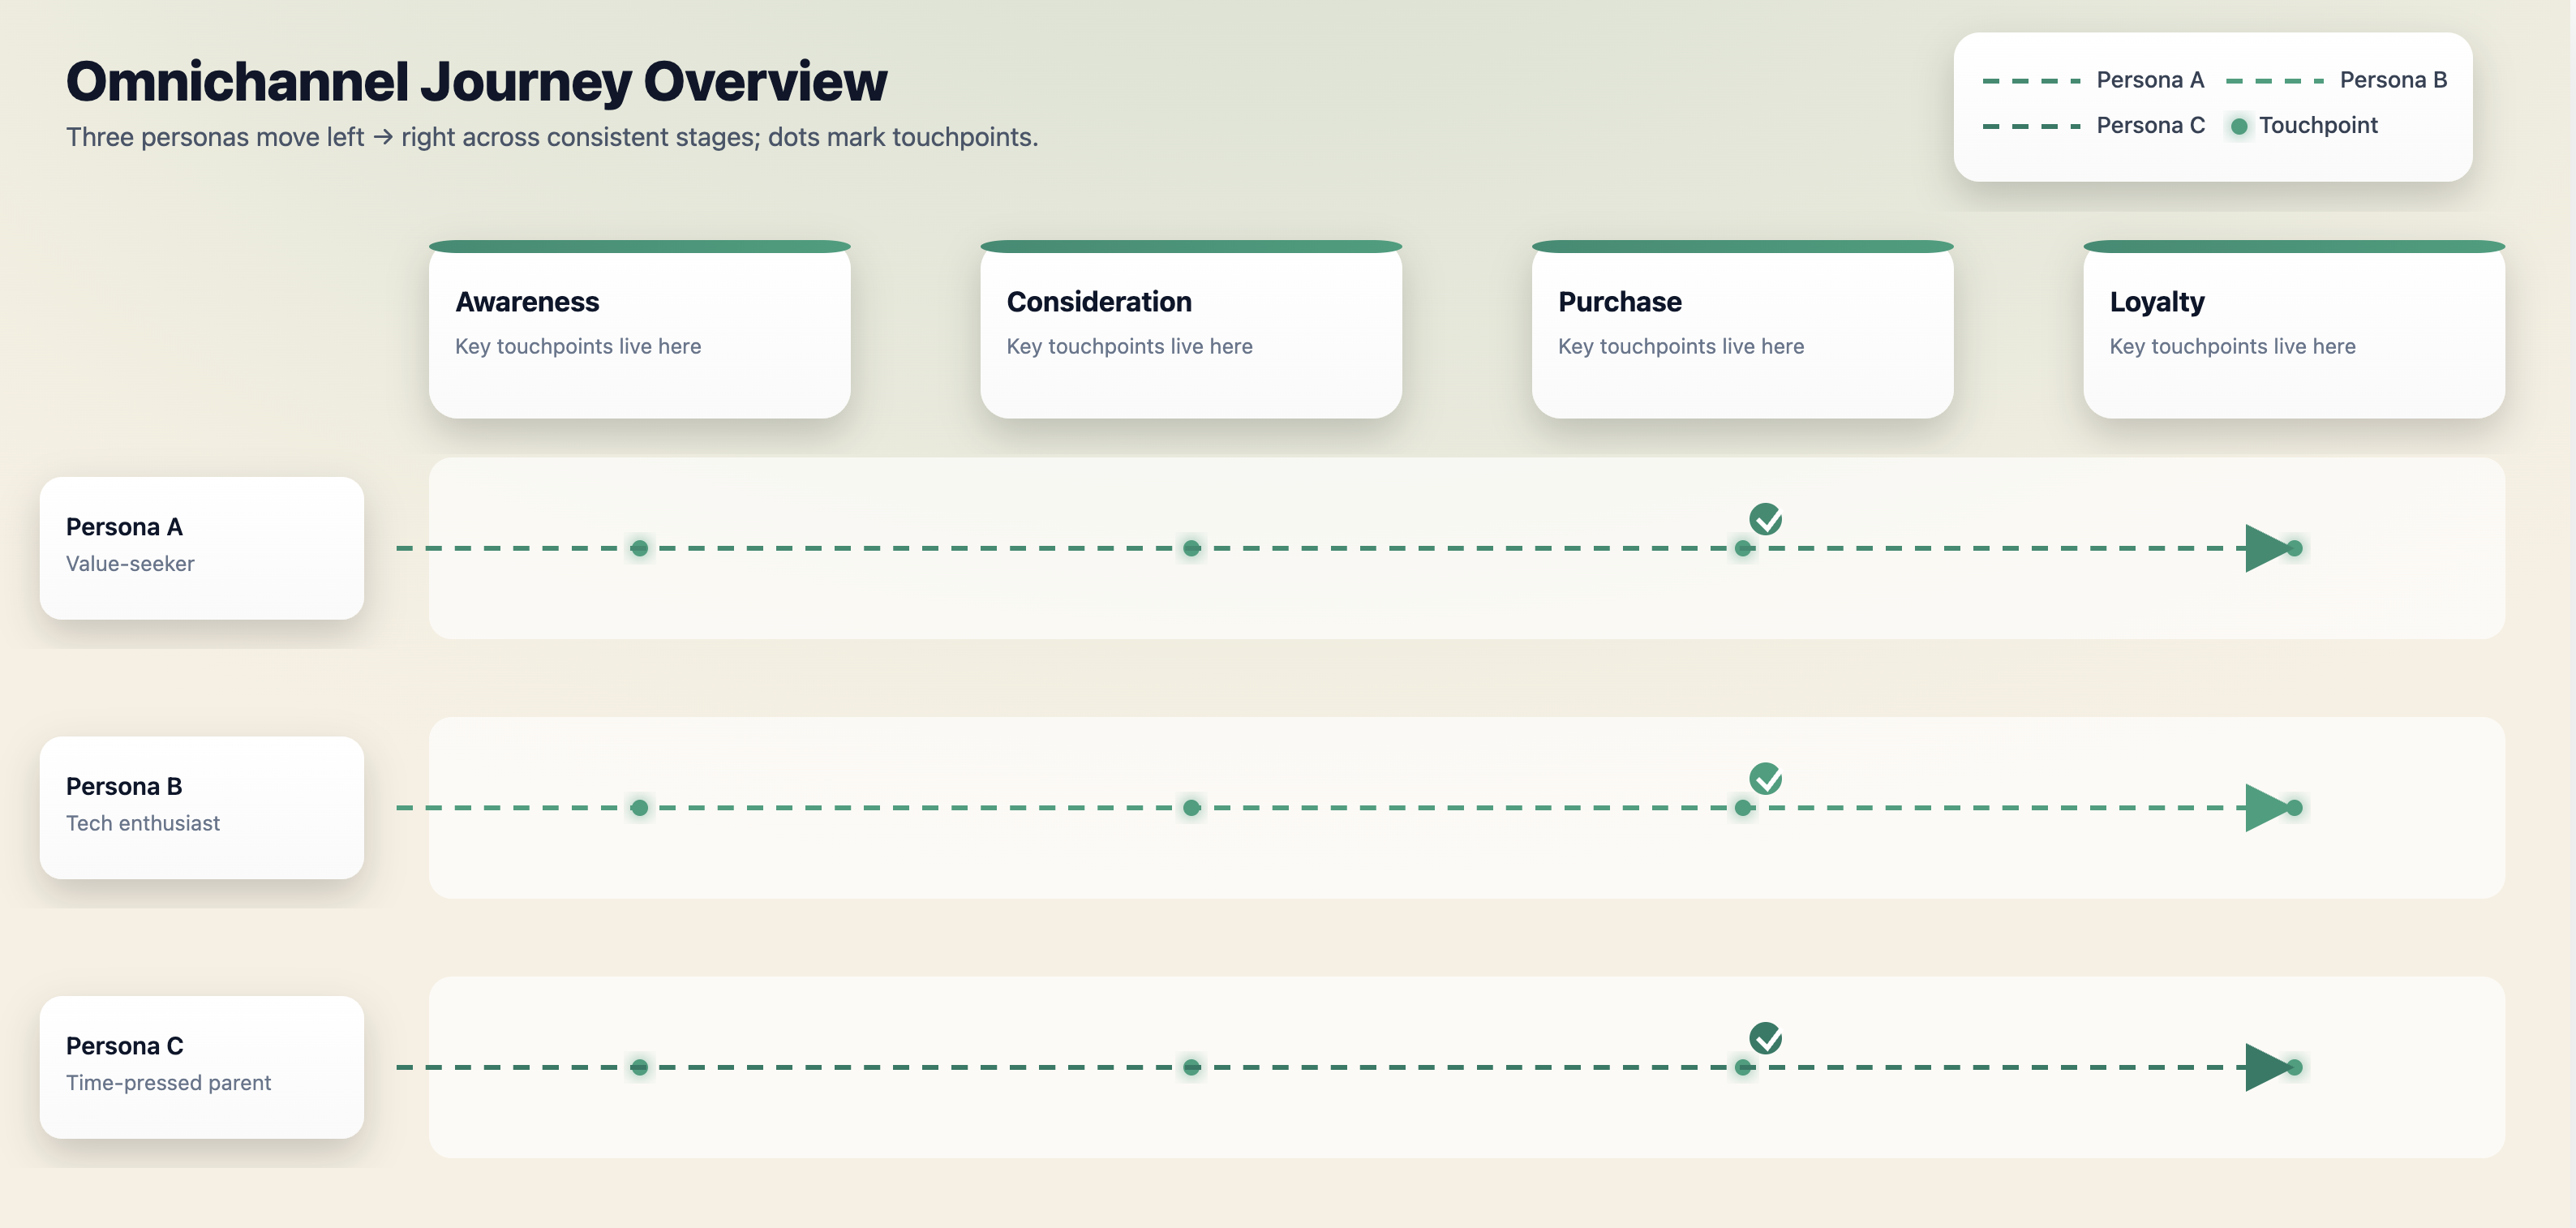 Omnichannel Journey Overview
Three personas move left → right across consistent stages; dots mark touchpoints.
Persona A
Persona B
Persona C
Touchpoint
Awareness
Key touchpoints live here
Consideration
Key touchpoints live here
Purchase
Key touchpoints live here
Loyalty
Key touchpoints live here
Persona A
Value-seeker
Persona B
Tech enthusiast
Persona C
Time-pressed parent